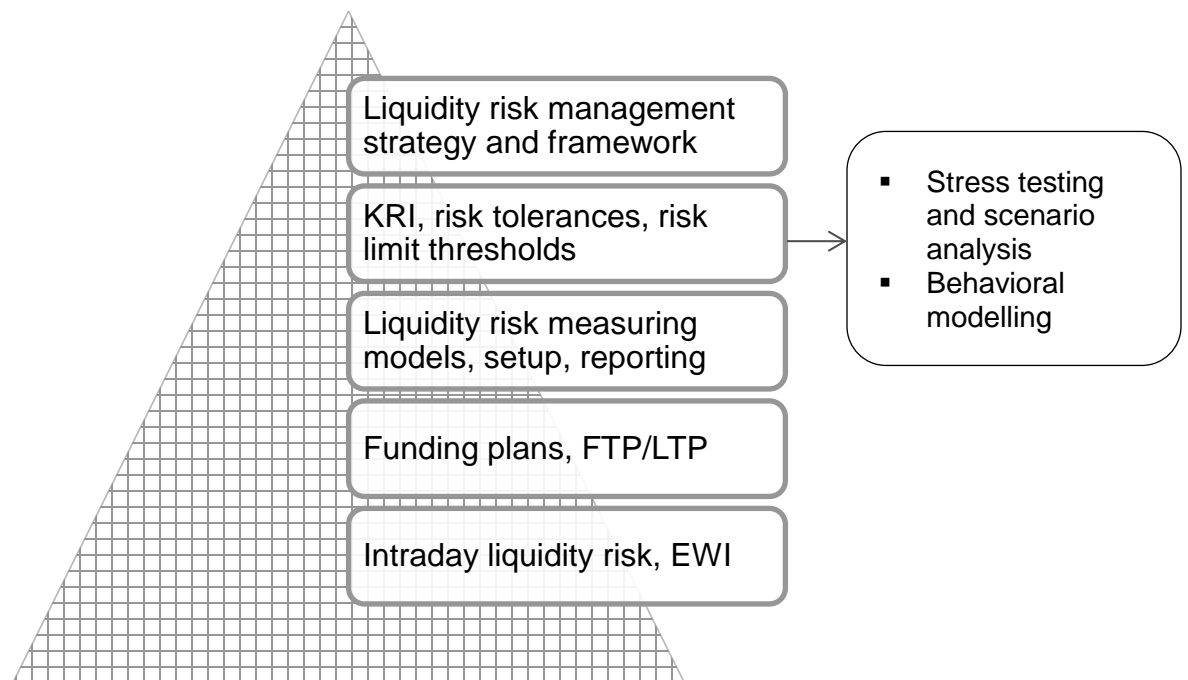 Liquidity risk management
strategy and framework
KRI, risk tolerances, risk
limit thresholds
Liquidity risk measuring
models, setup, reporting
Funding plans, FTP/LTP
Intraday liquidity risk, EWI
▪ Stress testing
and scenario
analysis
▪ Behavioral
modelling